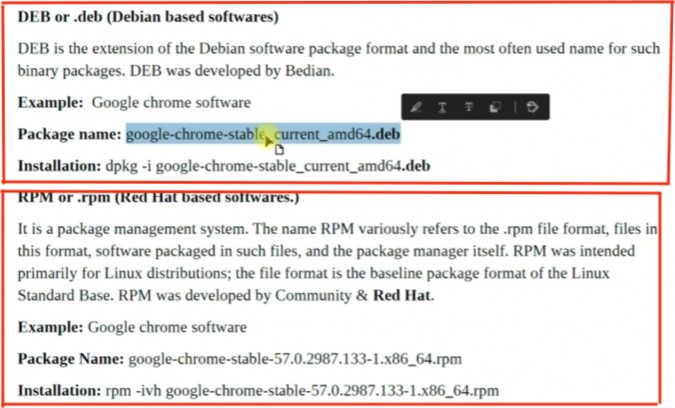 DEB or .deb (Debian based softwares)
DEB is the extension of the Debian software package format and the most often used name for such
binary packages. DEB was developed by Bedian.
Example: Google chrome software
Package name: google-chrome-stable_current_amd64.deb
Installation: dpkg -i google-chrome-stable_current_amd64.deb
RPM or .rpm (Red Hat based softwares.)
It is a package management system. The name RPM variously refers to the .rpm file format, files in
this format, software packaged in such files, and the package manager itself. RPM was intended
primarily for Linux distributions; the file format is the baseline package format of the Linux
Standard Base. RPM was developed by Community & Red Hat.
Example: Google chrome software
Package Name: google-chrome-stable-57.0.2987.133-1.x86_64.rpm
Installation: rpm -ivh google-chrome-stable-57.0.2987.133-1.x86_64.rpm